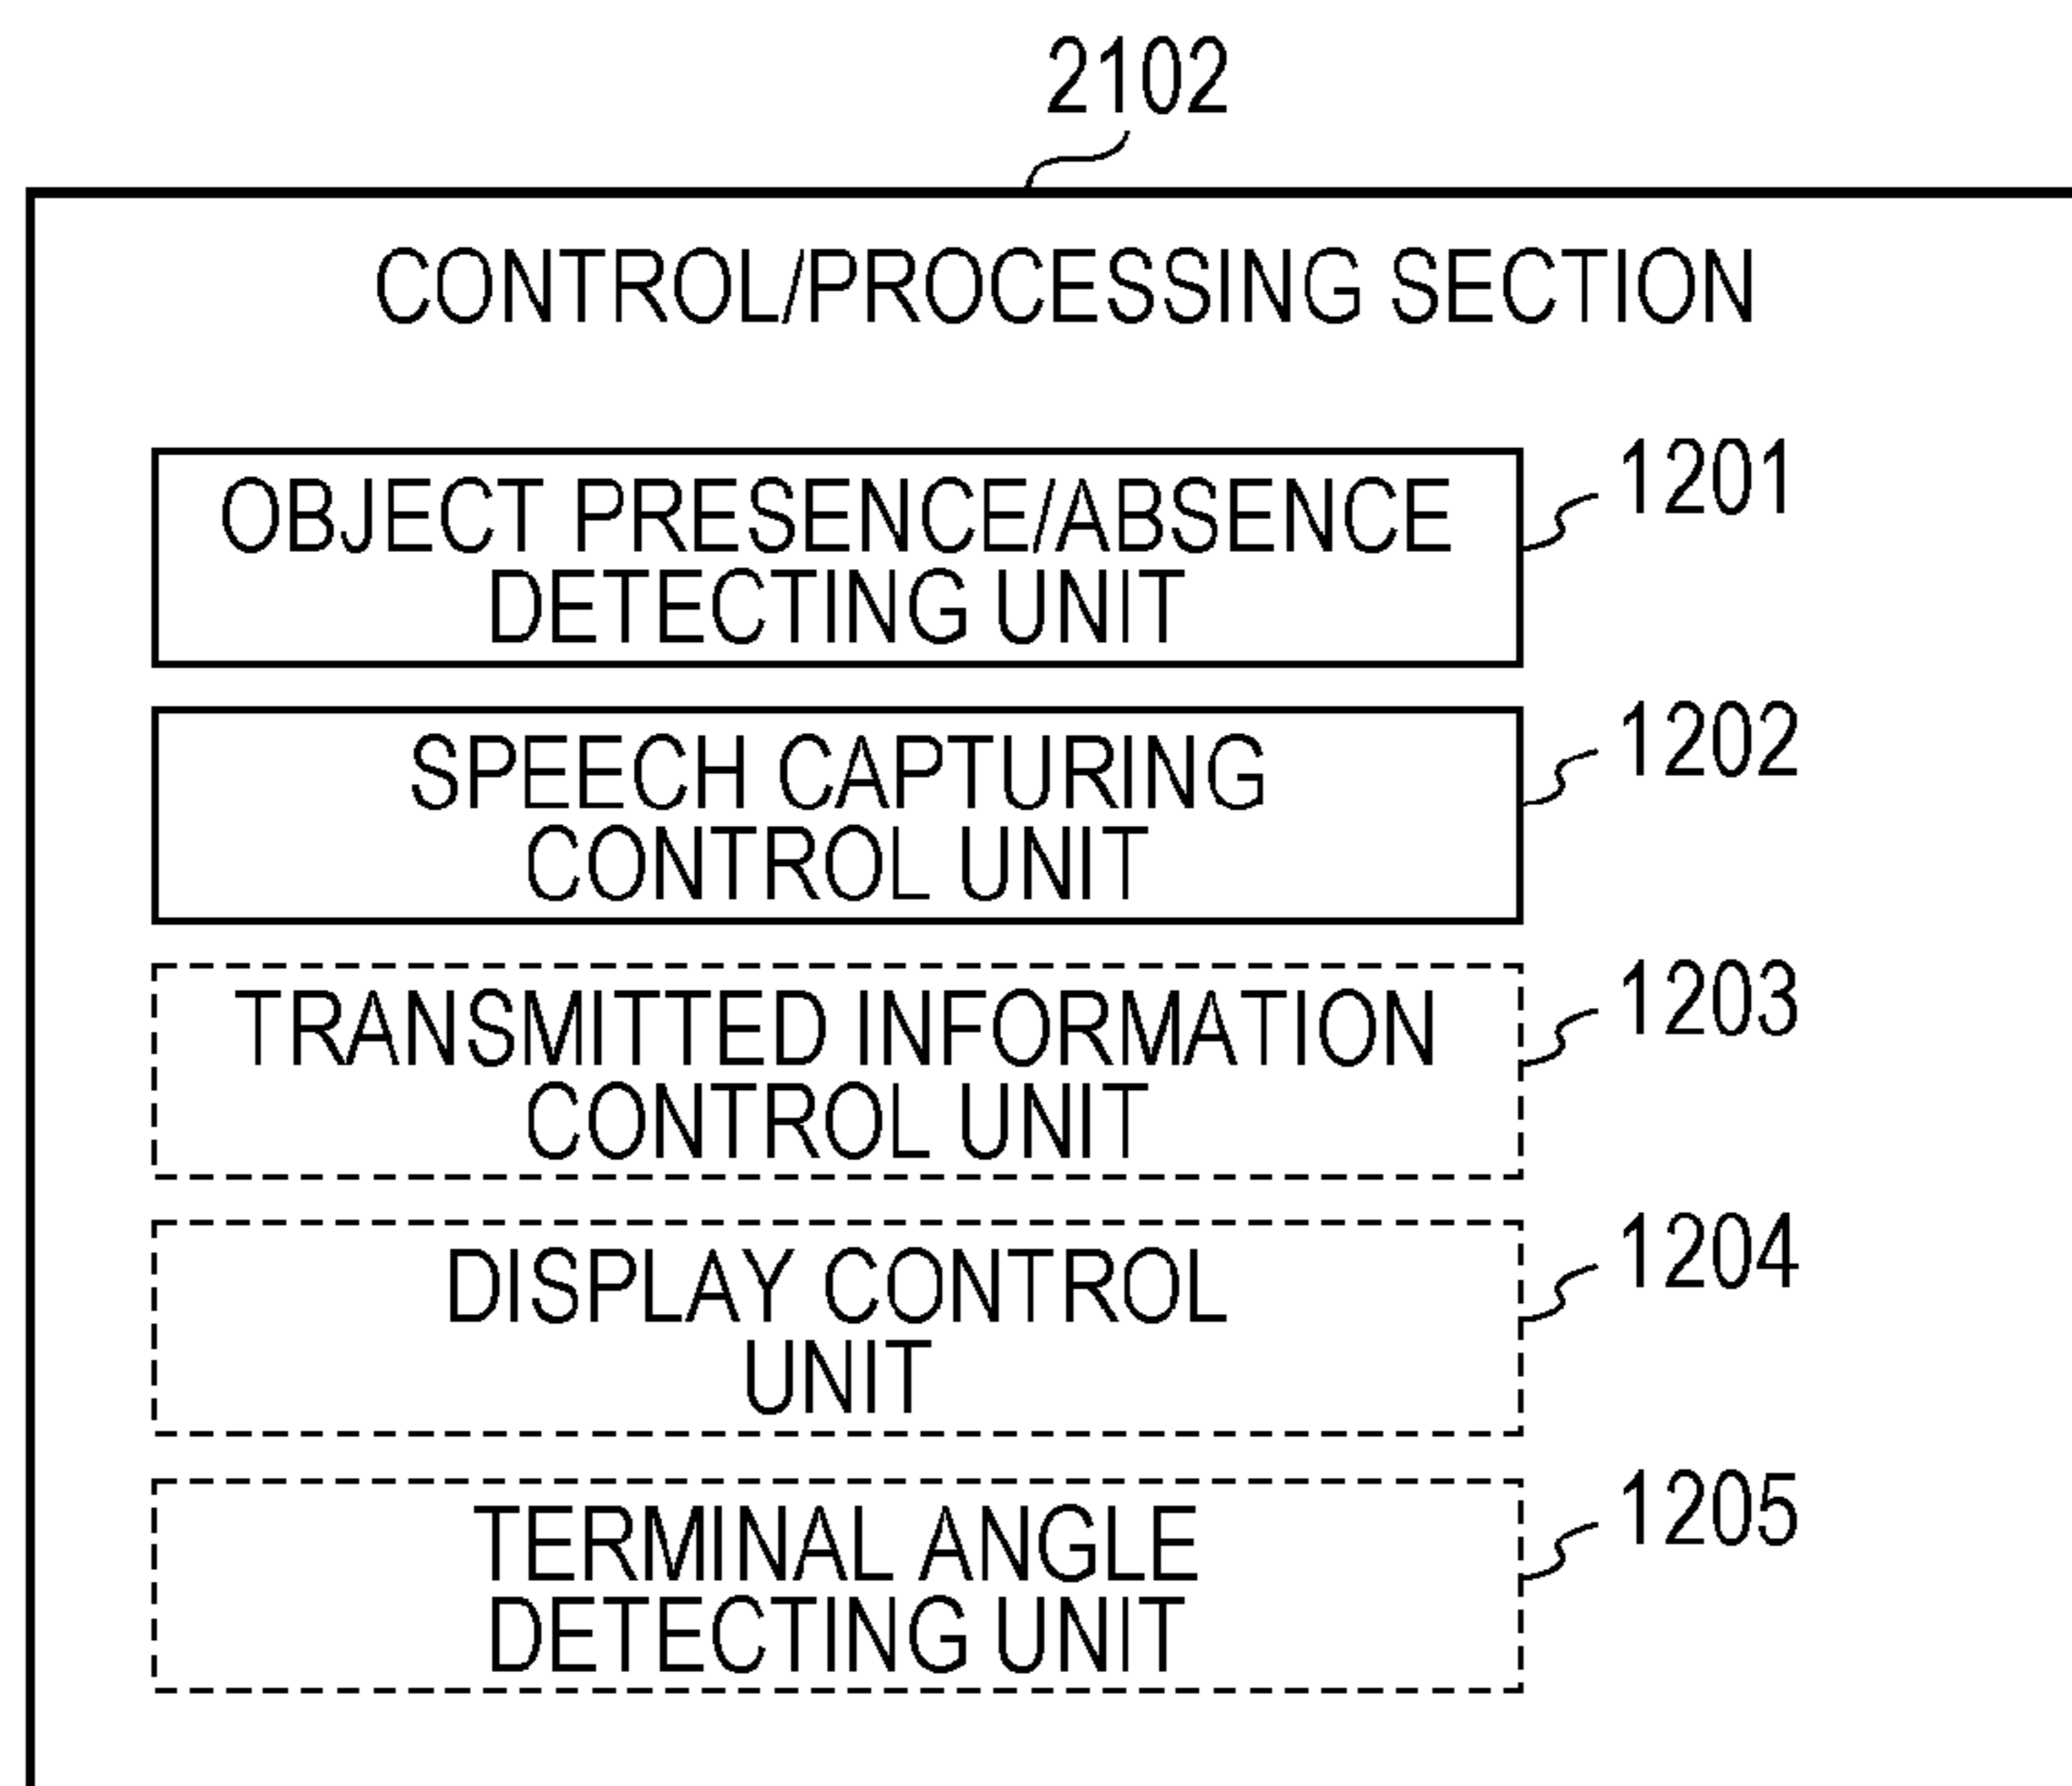 2102
CONTROL/PROCESSING SECTION
OBJECT PRESENCE/ABSENCE
DETECTING UNIT
1201
SPEECH CAPTURING
CONTROL UNIT
1202
TRANSMITTED INFORMATION
CONTROL UNIT
1203
DISPLAY CONTROL
UNIT
1204
TERMINAL ANGLE
DETECTING UNIT
1205